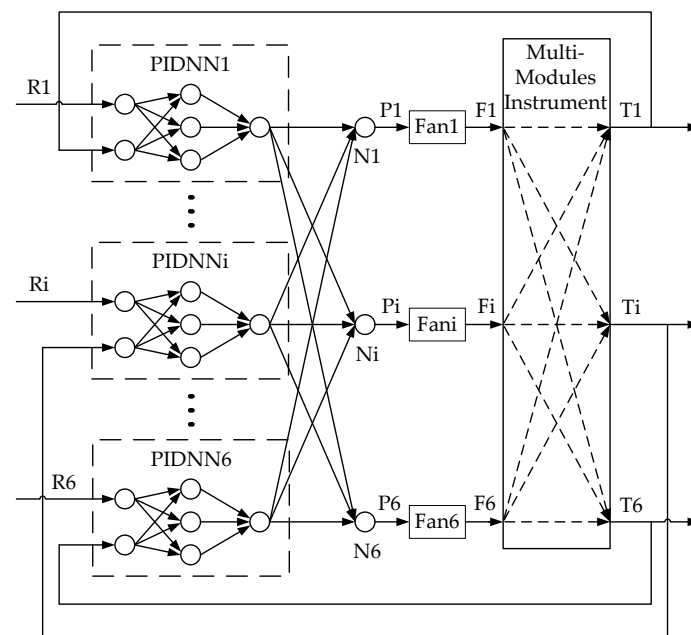 PIDNN1
Multi-
Modules
Instrument
R1
P1
Fan1
F1
T1
N1
PIDNNi
Ri
Pi
Fani
Fi
Ti
Ni
PIDNN6
R6
P6
Fan6
F6
T6
N6